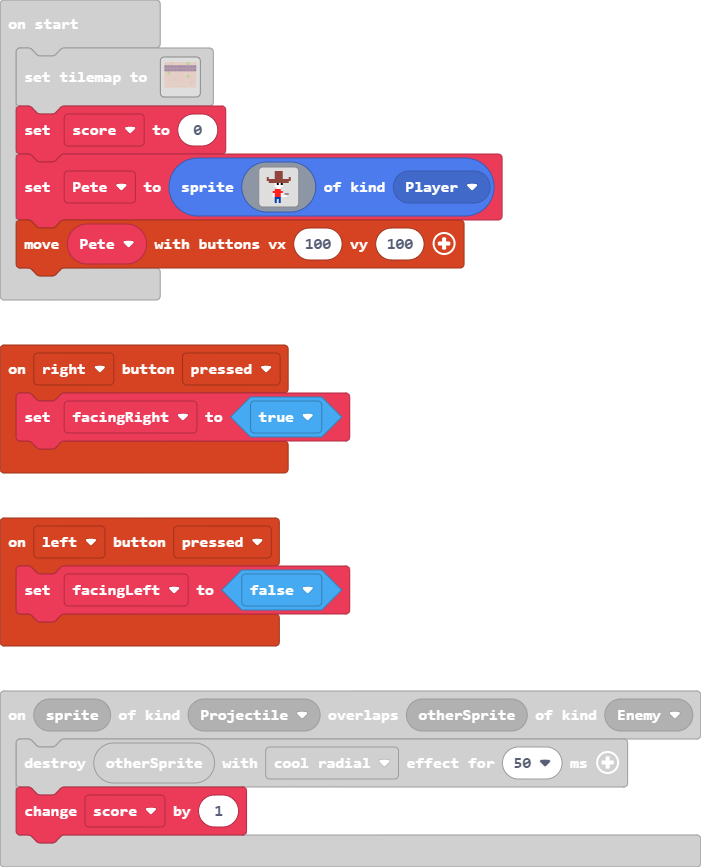 on start
set tilemap to
set score to 0
set Pete to sprite of kind Player
move Pete with buttons vx 100 vy 100
on right button pressed
set facingRight to true
on left button pressed
set facingLeft to false
on sprite of kind Projectile overlaps otherSprite of kind Enemy
destroy otherSprite with cool radial effect for 50 ms
change score by 1